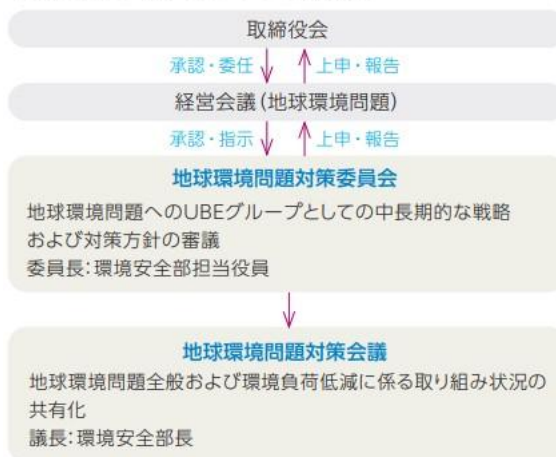 取締役会
承認・委任 上申・報告
経営会議(地球環境問題)
承認・指示 上申・報告
地球環境問題対策委員会
地球環境問題へのUBEグループとしての中長期的な戦略
および対策方針の審議
委員長:環境安全部担当役員
地球環境問題対策会議
地球環境問題全般および環境負荷低減に係る取り組み状況の
共有化
議長:環境安全部長